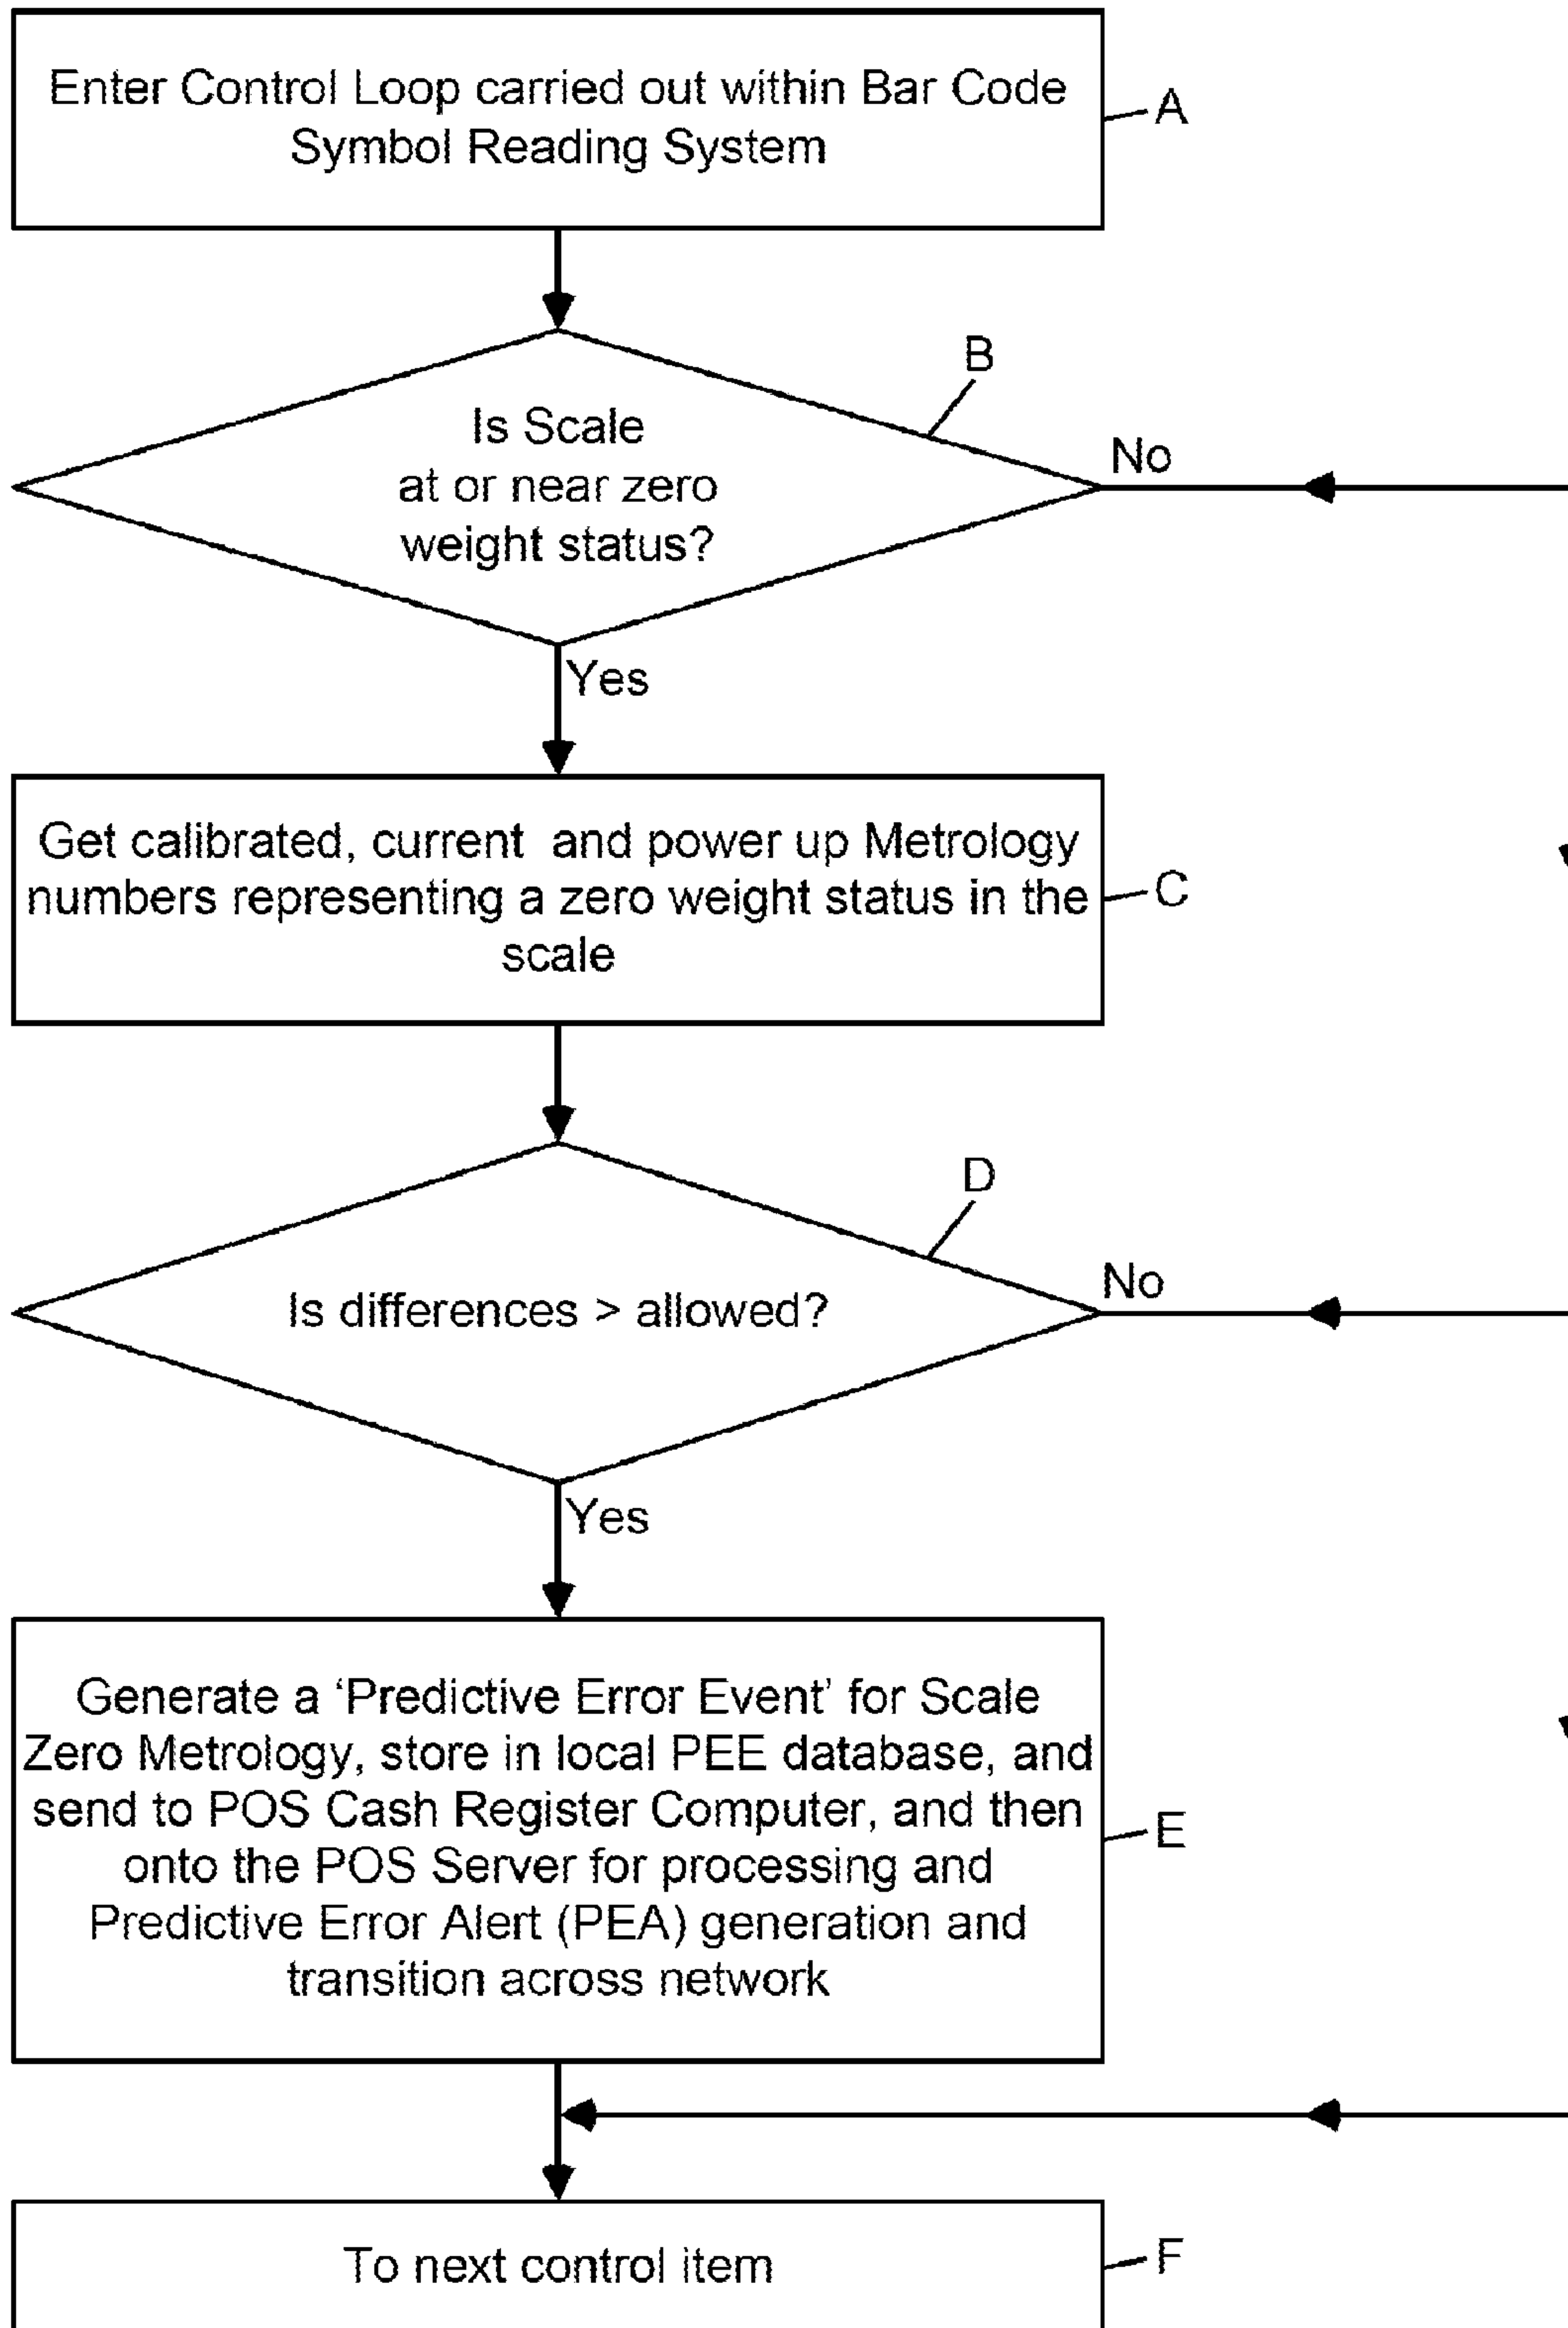 Enter Control Loop carried out within Bar Code
Symbol Reading System
A
B
Is Scale
at or near zero
weight status?
No
Yes
Get calibrated, current and power up Metrology
numbers representing a zero weight status in the
scale
C
D
Is differences > allowed?
No
Yes
Generate a ‘Predictive Error Event’ for Scale
Zero Metrology, store in local PEE database, and
send to POS Cash Register Computer, and then
onto the POS Server for processing and
Predictive Error Alert (PEA) generation and
transition across network
E
To next control item
F